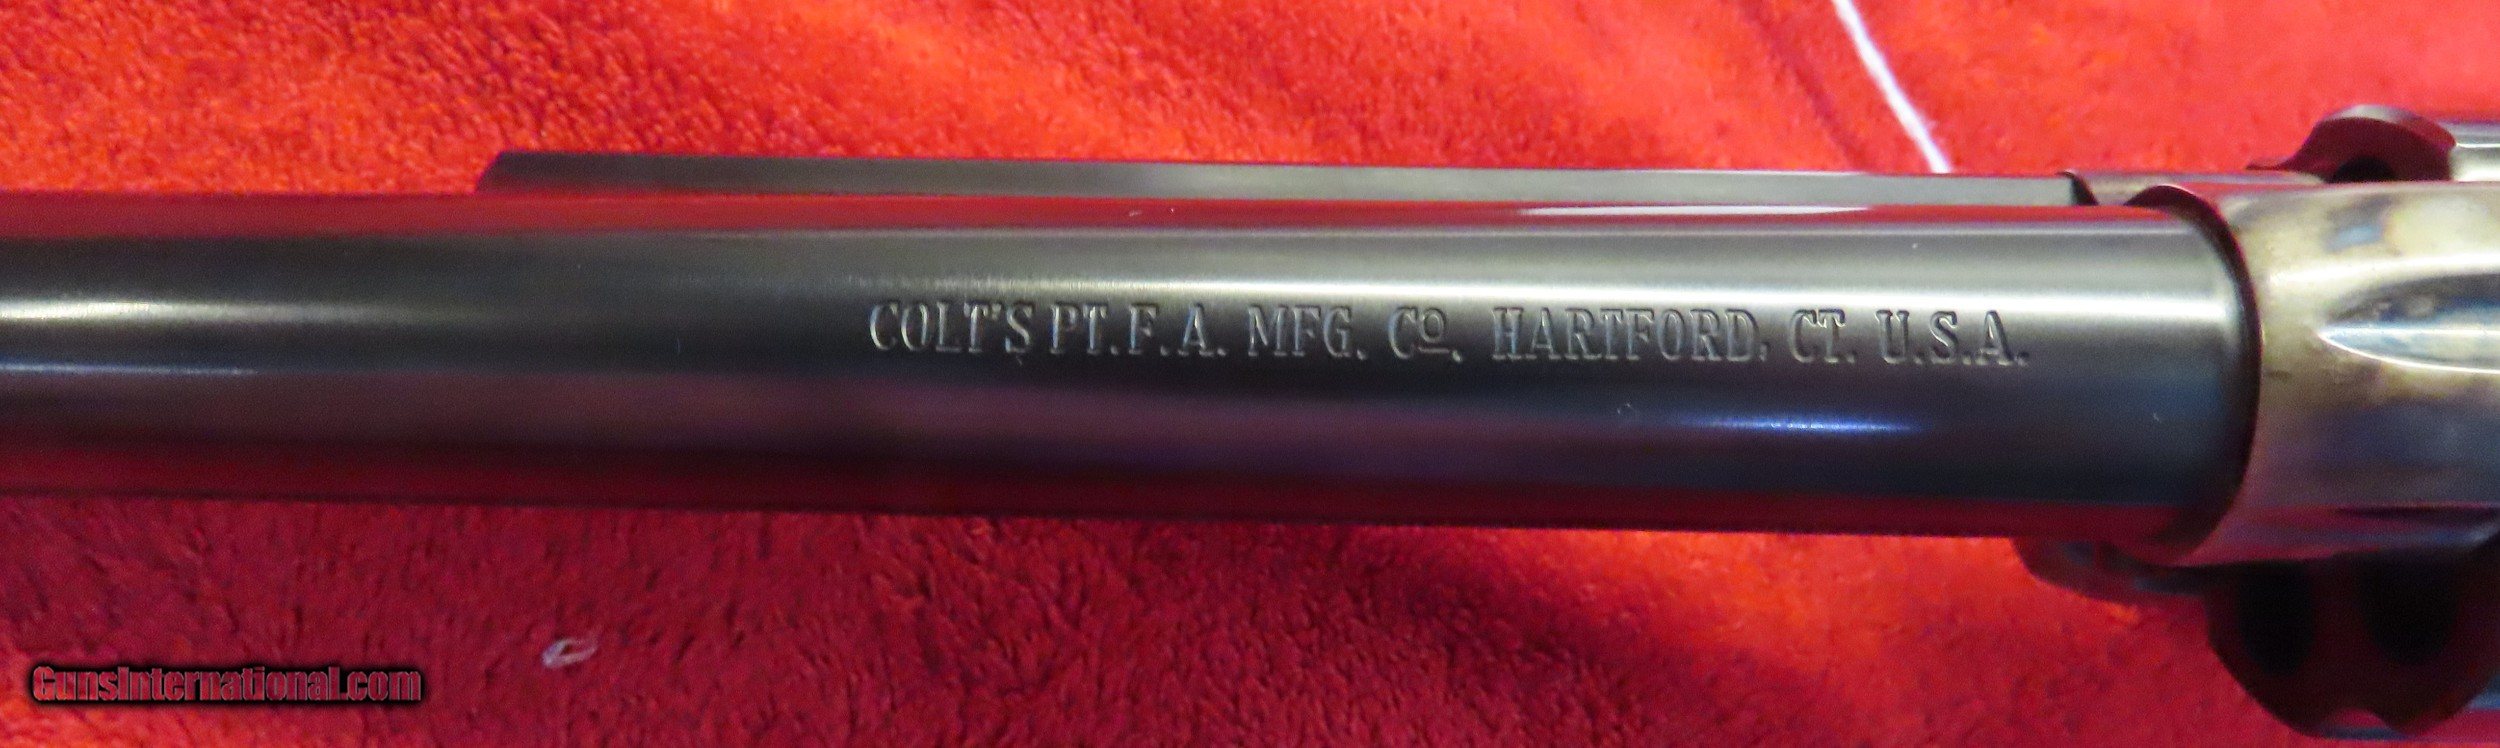 COLT'S PT. F. A. MFG. Co. HARTFORD, CT. U.S.A.
GunsInternational.com